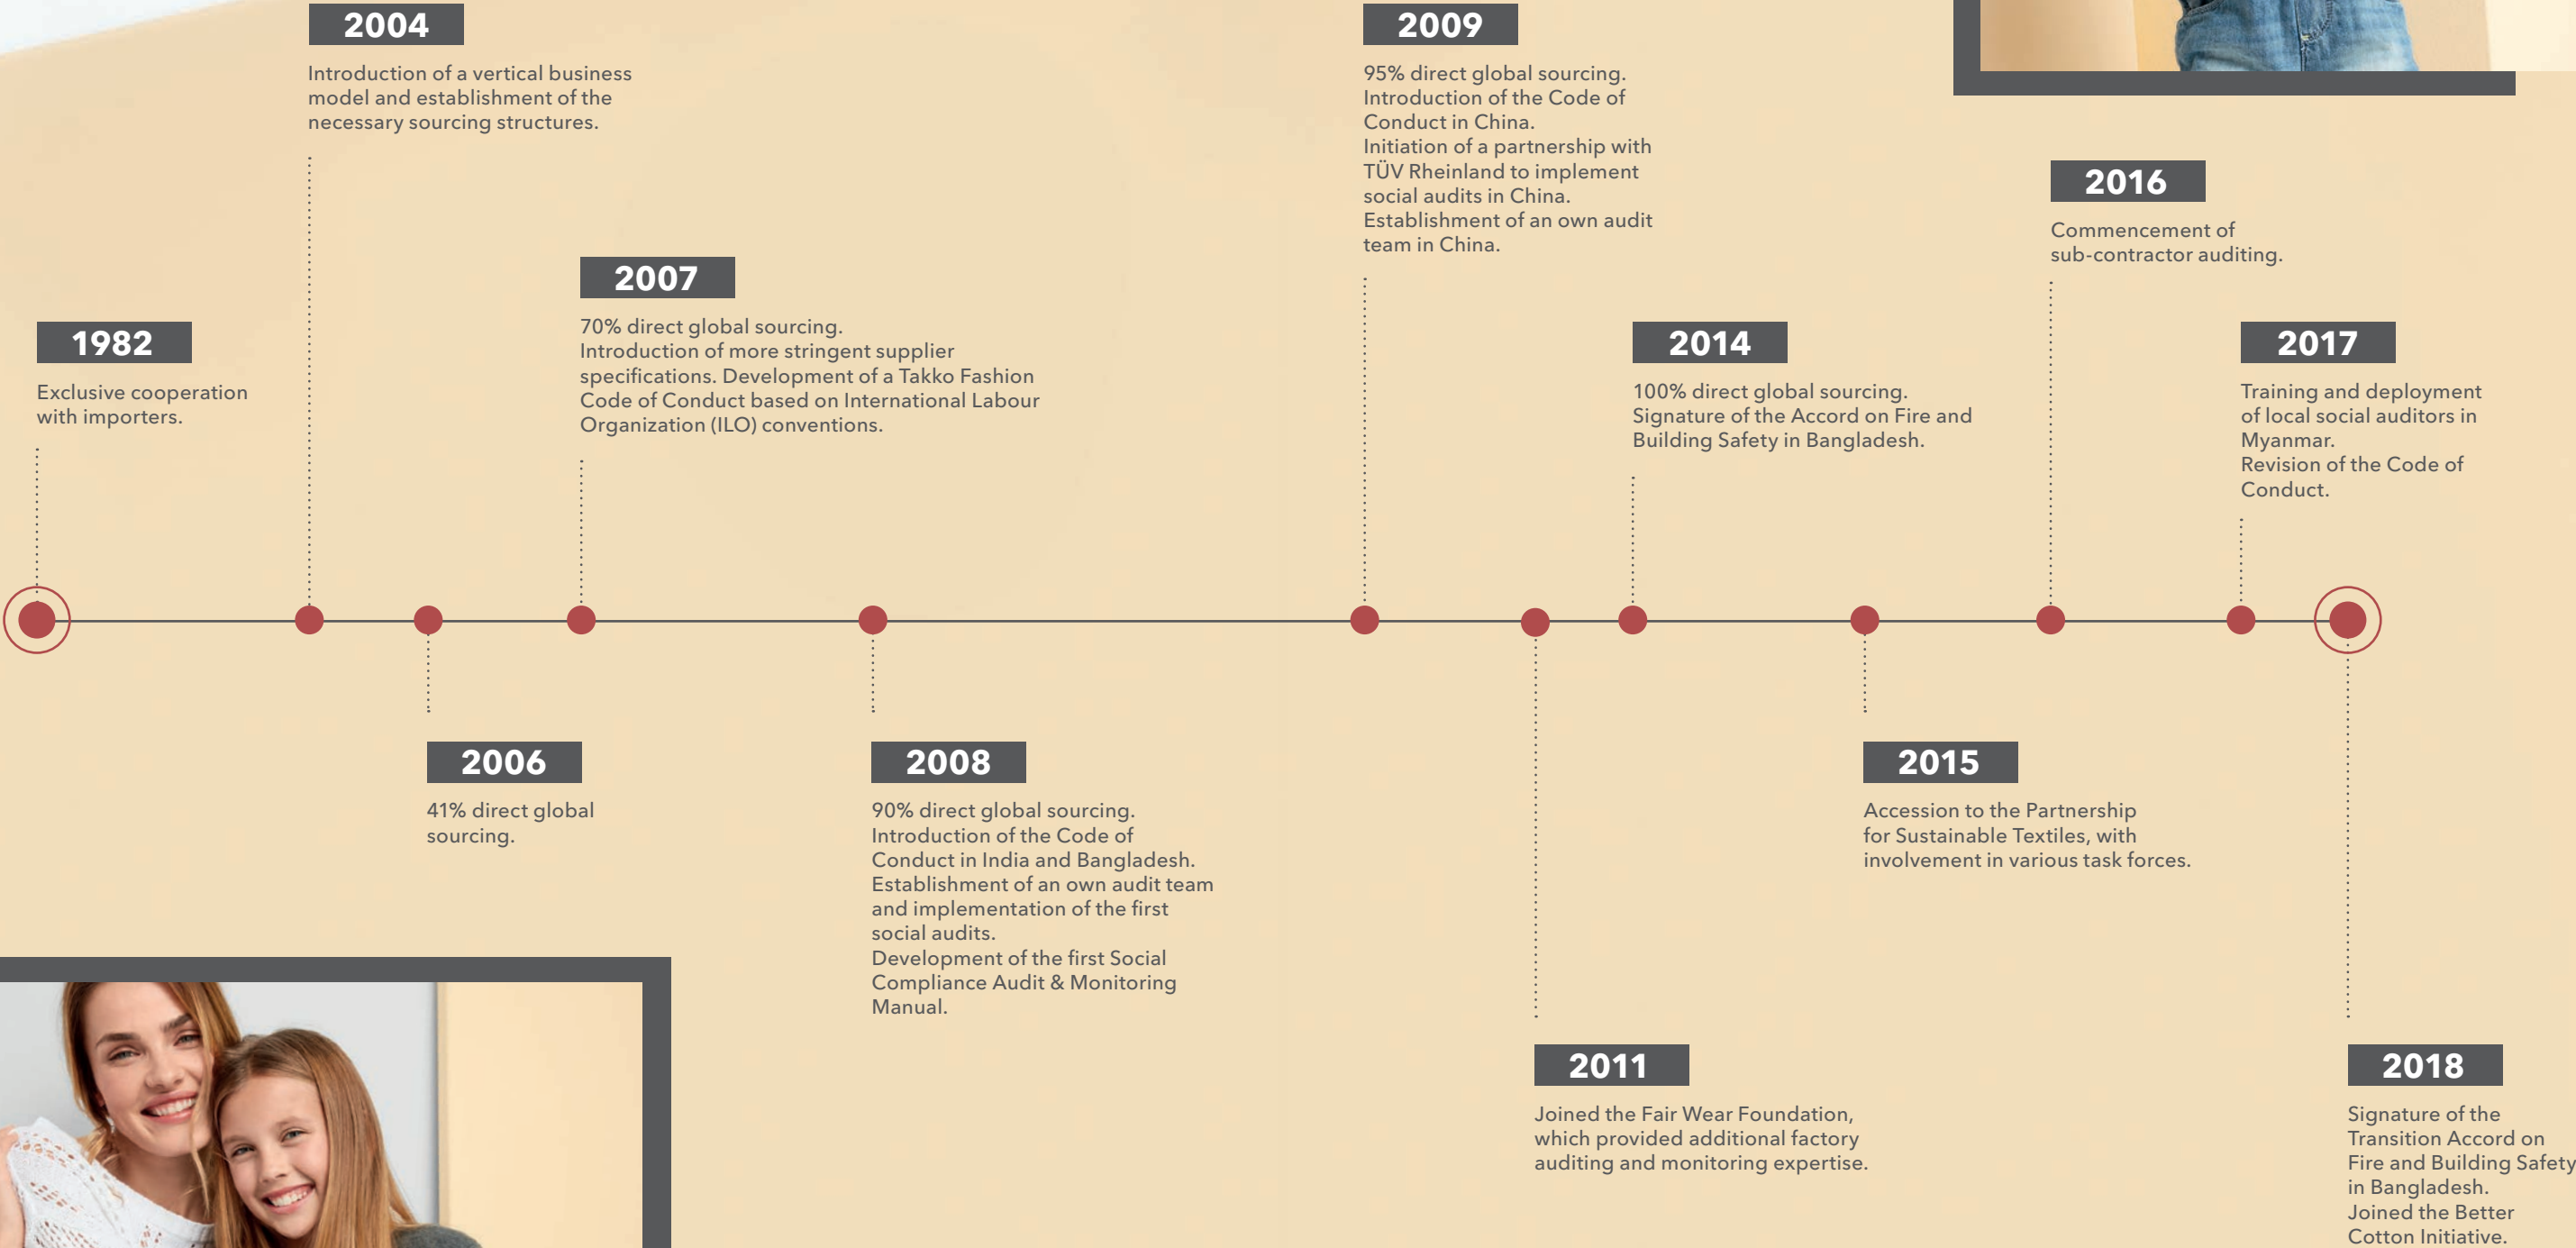 2004
Introduction of a vertical business
model and establishment of the
necessary sourcing structures.
2009
95% direct global sourcing.
Introduction of the Code of
Conduct in China.
Initiation of a partnership with
TÜV Rheinland to implement
social audits in China.
Establishment of an own audit
team in China.
2016
Commencement of
sub-contractor auditing.
2007
70% direct global sourcing.
Introduction of more stringent supplier
specifications. Development of a Takko Fashion
Code of Conduct based on International Labour
Organization (ILO) conventions.
1982
Exclusive cooperation
with importers.
2014
100% direct global sourcing.
Signature of the Accord on Fire and
Building Safety in Bangladesh.
2017
Training and deployment
of local social auditors in
Myanmar.
Revision of the Code of
Conduct.
2006
41% direct global
sourcing.
2008
90% direct global sourcing.
Introduction of the Code of
Conduct in India and Bangladesh.
Establishment of an own audit team
and implementation of the first
social audits.
Development of the first Social
Compliance Audit & Monitoring
Manual.
2015
Accession to the Partnership
for Sustainable Textiles, with
involvement in various task forces.
2011
Joined the Fair Wear Foundation,
which provided additional factory
auditing and monitoring expertise.
2018
Signature of the
Transition Accord on
Fire and Building Safety
in Bangladesh.
Joined the Better
Cotton Initiative.